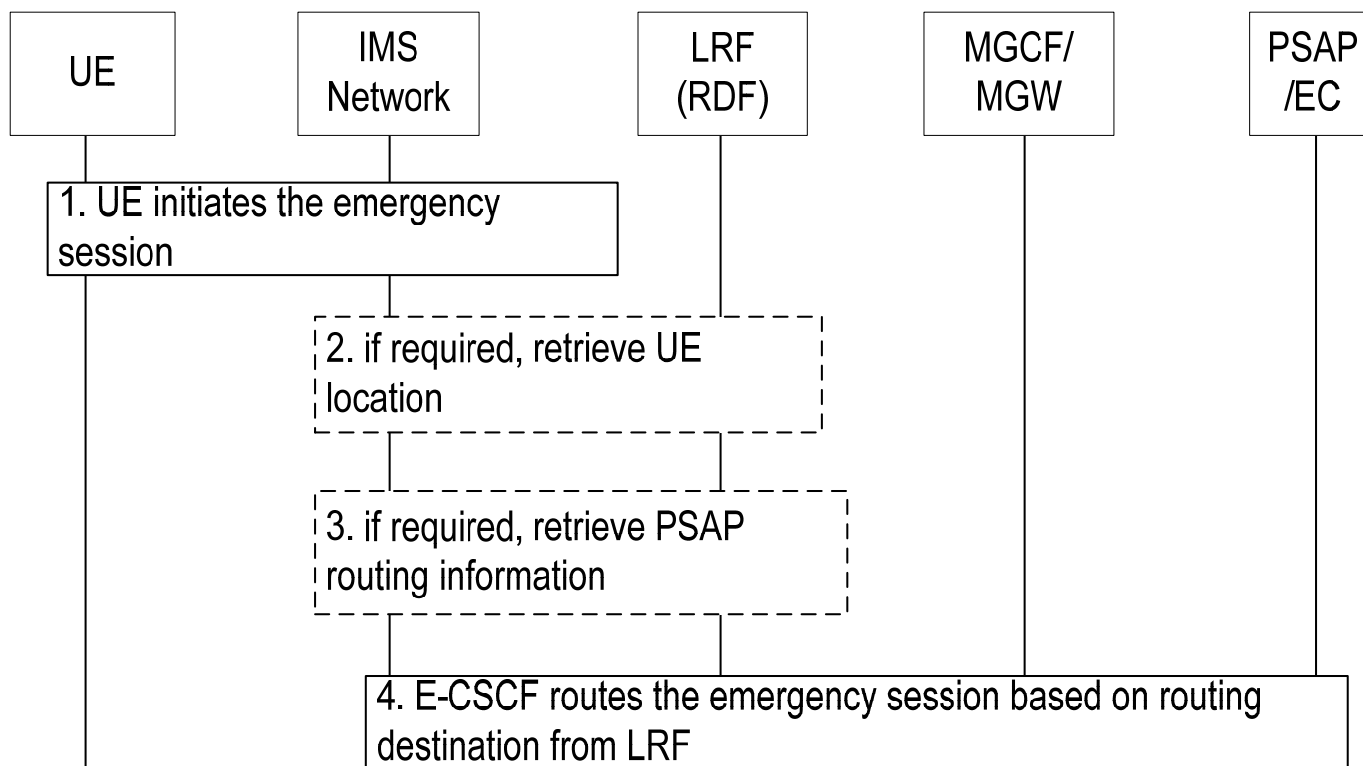 UE
IMS
Network
LRF
(RDF)
MGCF/
MGW
PSAP
/EC
1. UE initiates the emergency
session
2. if required, retrieve UE
location
3. if required, retrieve PSAP
routing information
4. E-CSCF routes the emergency session based on routing
destination from LRF